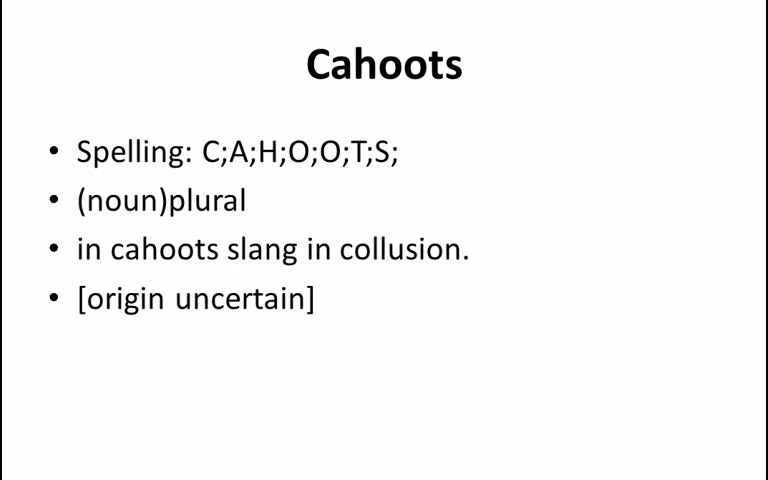 Cahoots
• Spelling: C;A;H;O;O;T;S;
• (noun)plural
• in cahoots slang in collusion.
• [origin uncertain]